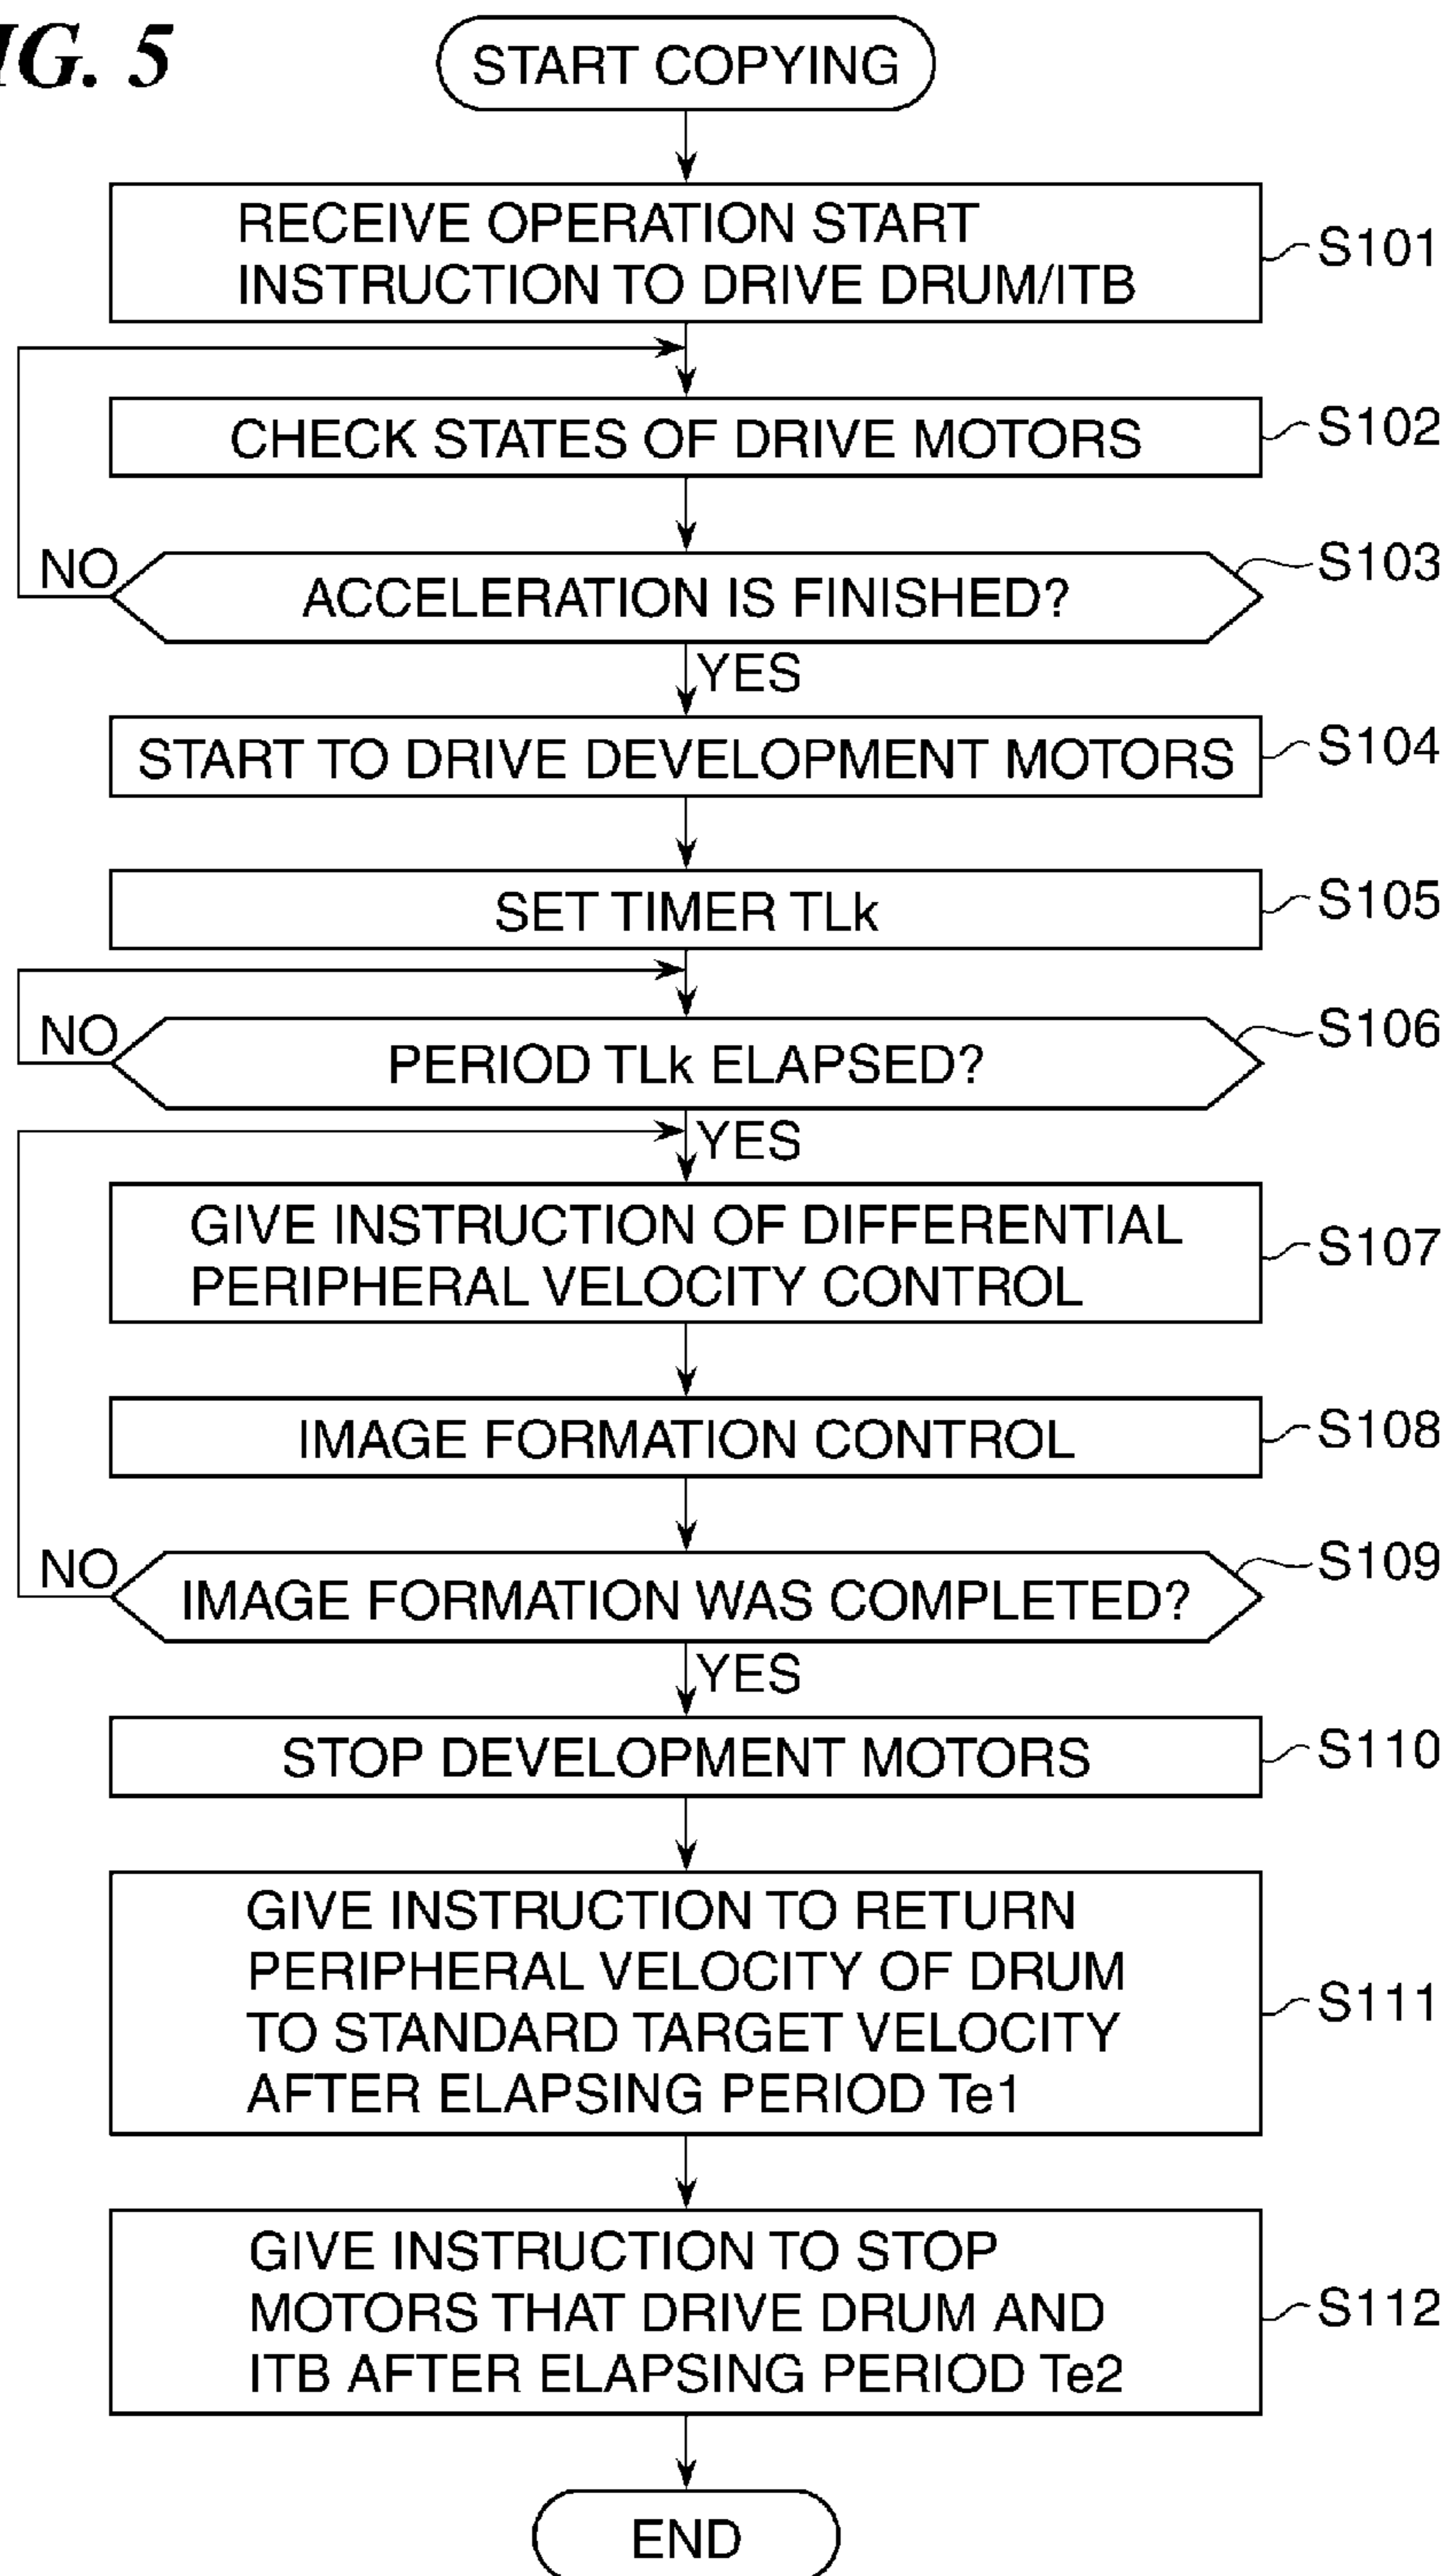 IG. 5
START COPYING
RECEIVE OPERATION START
INSTRUCTION TO DRIVE DRUM/ITB
S101
CHECK STATES OF DRIVE MOTORS
S102
NO
ACCELERATION IS FINISHED?
S103
YES
START TO DRIVE DEVELOPMENT MOTORS
S104
SET TIMER TLk
S105
NO
PERIOD TLk ELAPSED?
S106
YES
GIVE INSTRUCTION OF DIFFERENTIAL
PERIPHERAL VELOCITY CONTROL
S107
IMAGE FORMATION CONTROL
S108
NO
IMAGE FORMATION WAS COMPLETED?
S109
YES
STOP DEVELOPMENT MOTORS
S110
GIVE INSTRUCTION TO RETURN
PERIPHERAL VELOCITY OF DRUM
TO STANDARD TARGET VELOCITY
AFTER ELAPSING PERIOD Te1
S111
GIVE INSTRUCTION TO STOP
MOTORS THAT DRIVE DRUM AND
ITB AFTER ELAPSING PERIOD Te2
S112
END